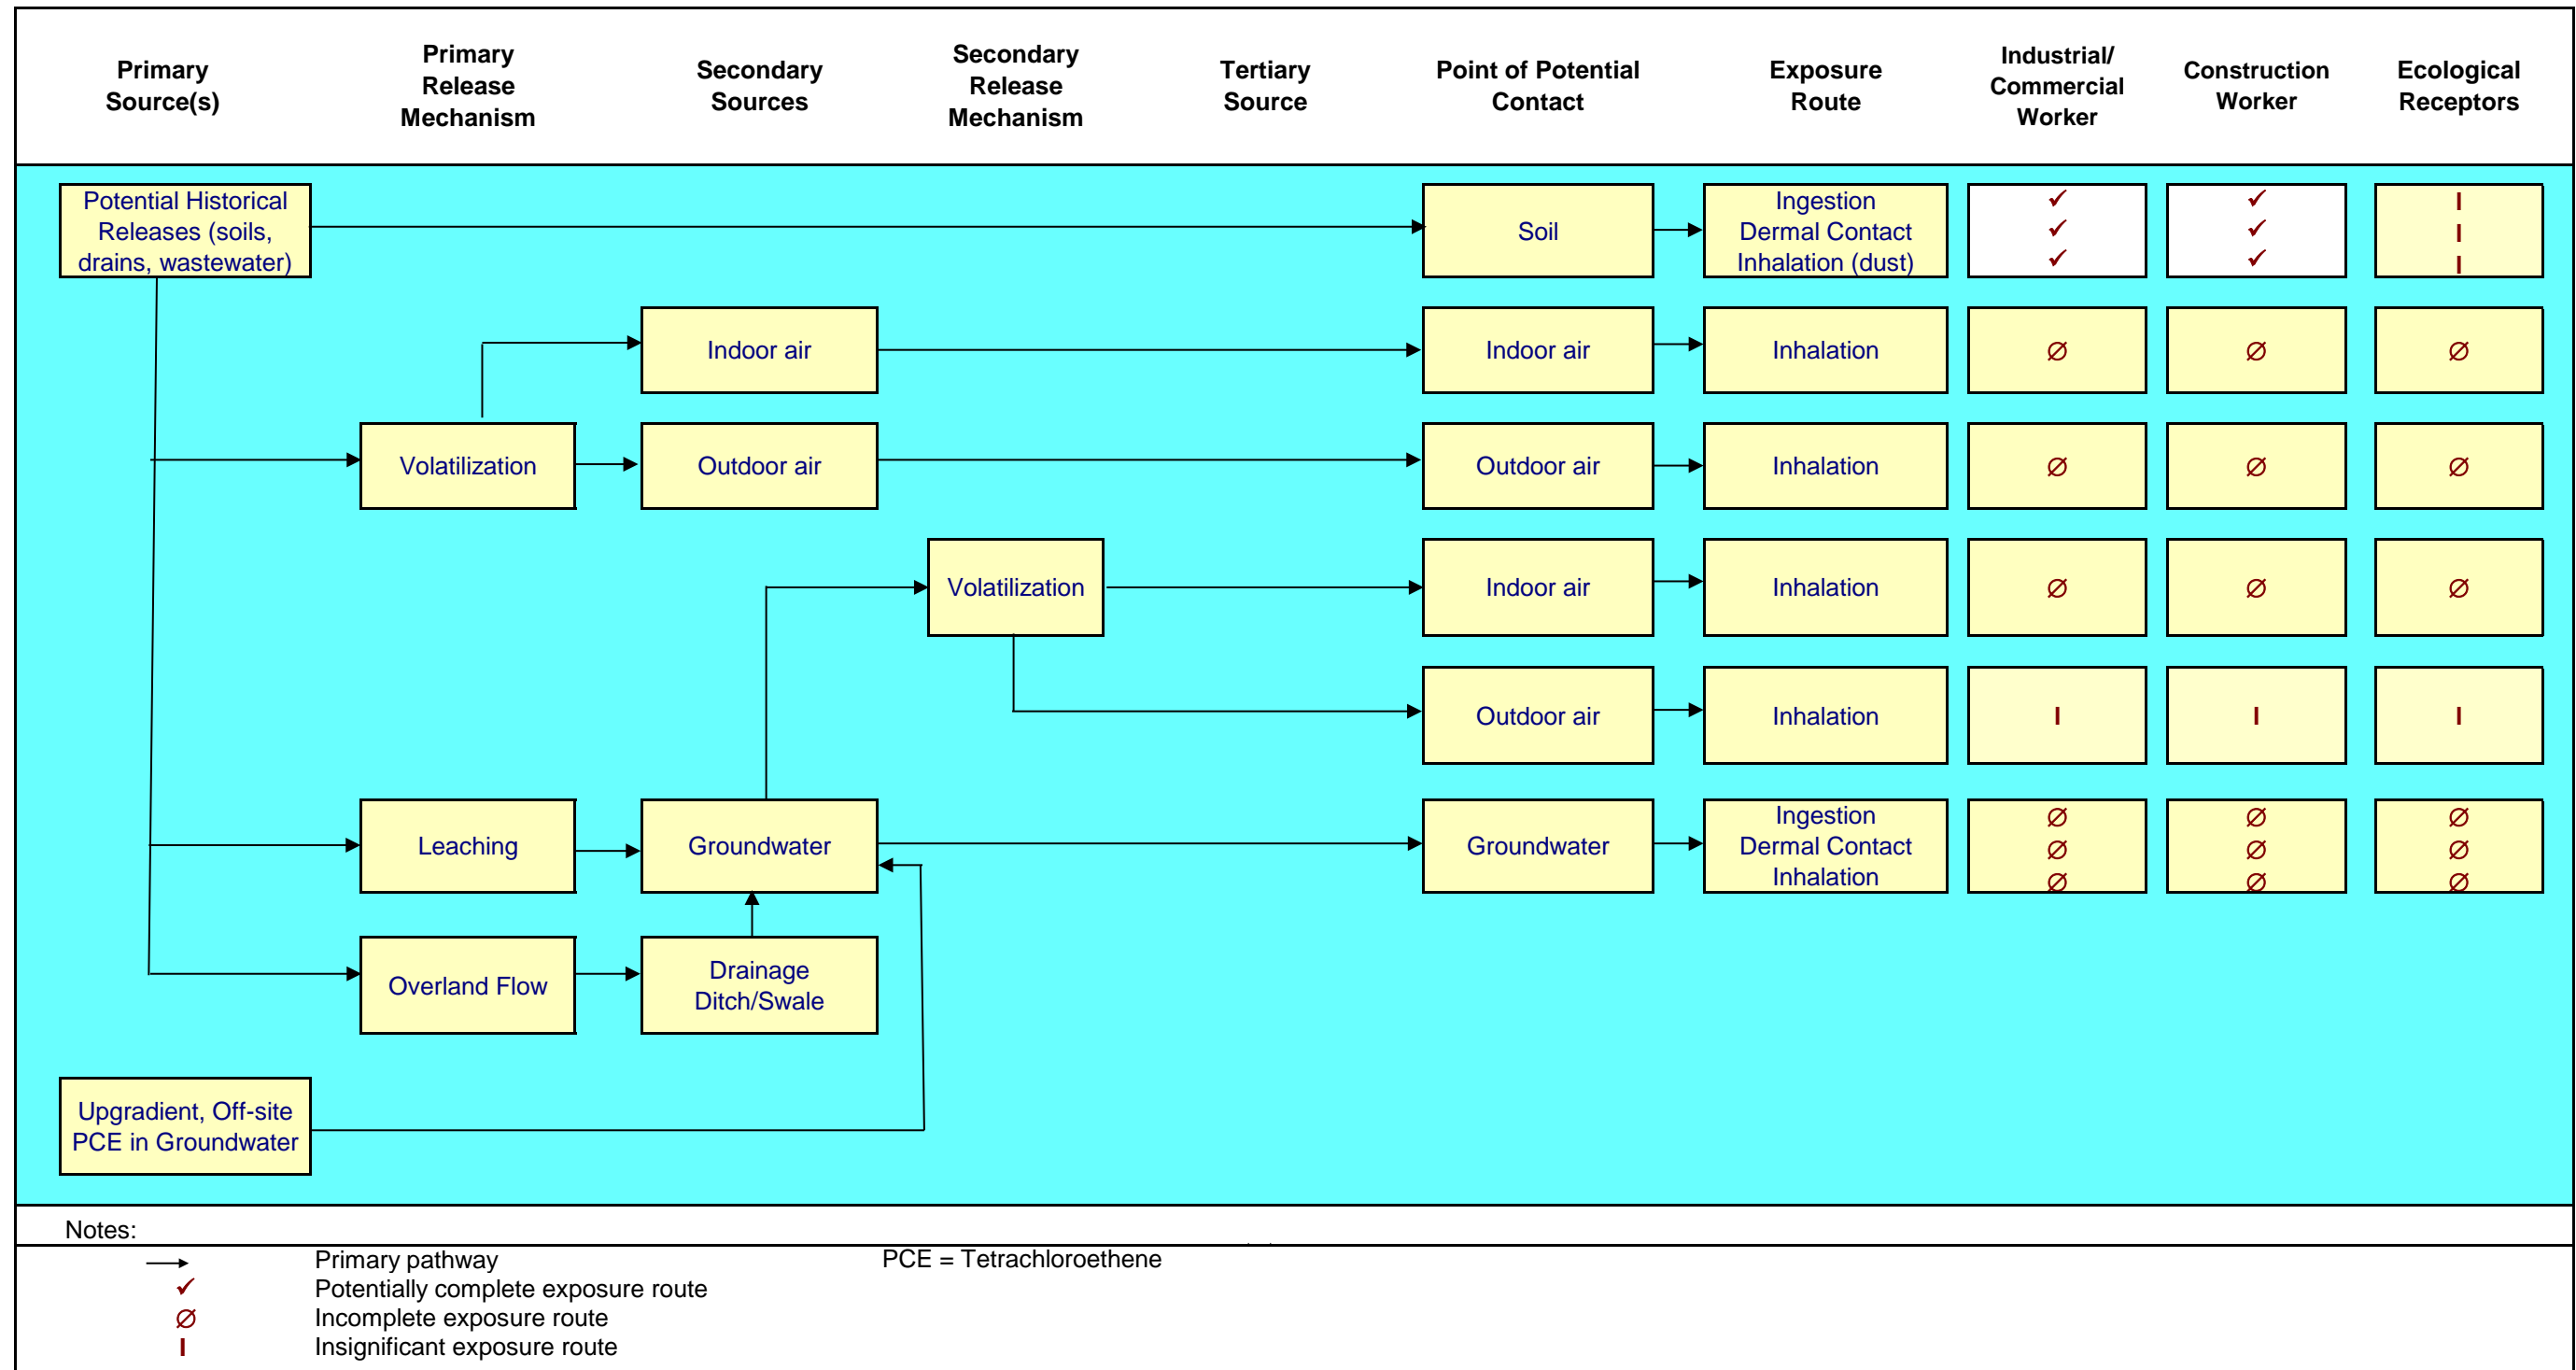 Primary
Source(s)
Primary
Release
Mechanism
Secondary
Sources
Secondary
Release
Mechanism
Tertiary
Source
Point of Potential
Contact
Exposure
Route
Industrial/
Commercial
Worker
Construction
Worker
Ecological
Receptors
Potential Historical
Releases (soils,
drains, wastewater)
Soil
Ingestion
Dermal Contact
Inhalation (dust)
✓
✓
✓
✓
✓
✓
I
I
I
Indoor air
Indoor air
Inhalation
∅
∅
∅
Volatilization
Outdoor air
Outdoor air
Inhalation
∅
∅
∅
Volatilization
Indoor air
Inhalation
∅
∅
∅
Outdoor air
Inhalation
I
I
I
Leaching
Groundwater
Groundwater
Ingestion
Dermal Contact
Inhalation
∅
∅
∅
∅
∅
∅
∅
∅
∅
Overland Flow
Drainage
Ditch/Swale
Upgradient, Off-site
PCE in Groundwater
Notes:
Primary pathway
PCE = Tetrachloroethene
✓ Potentially complete exposure route
∅ Incomplete exposure route
I Insignificant exposure route